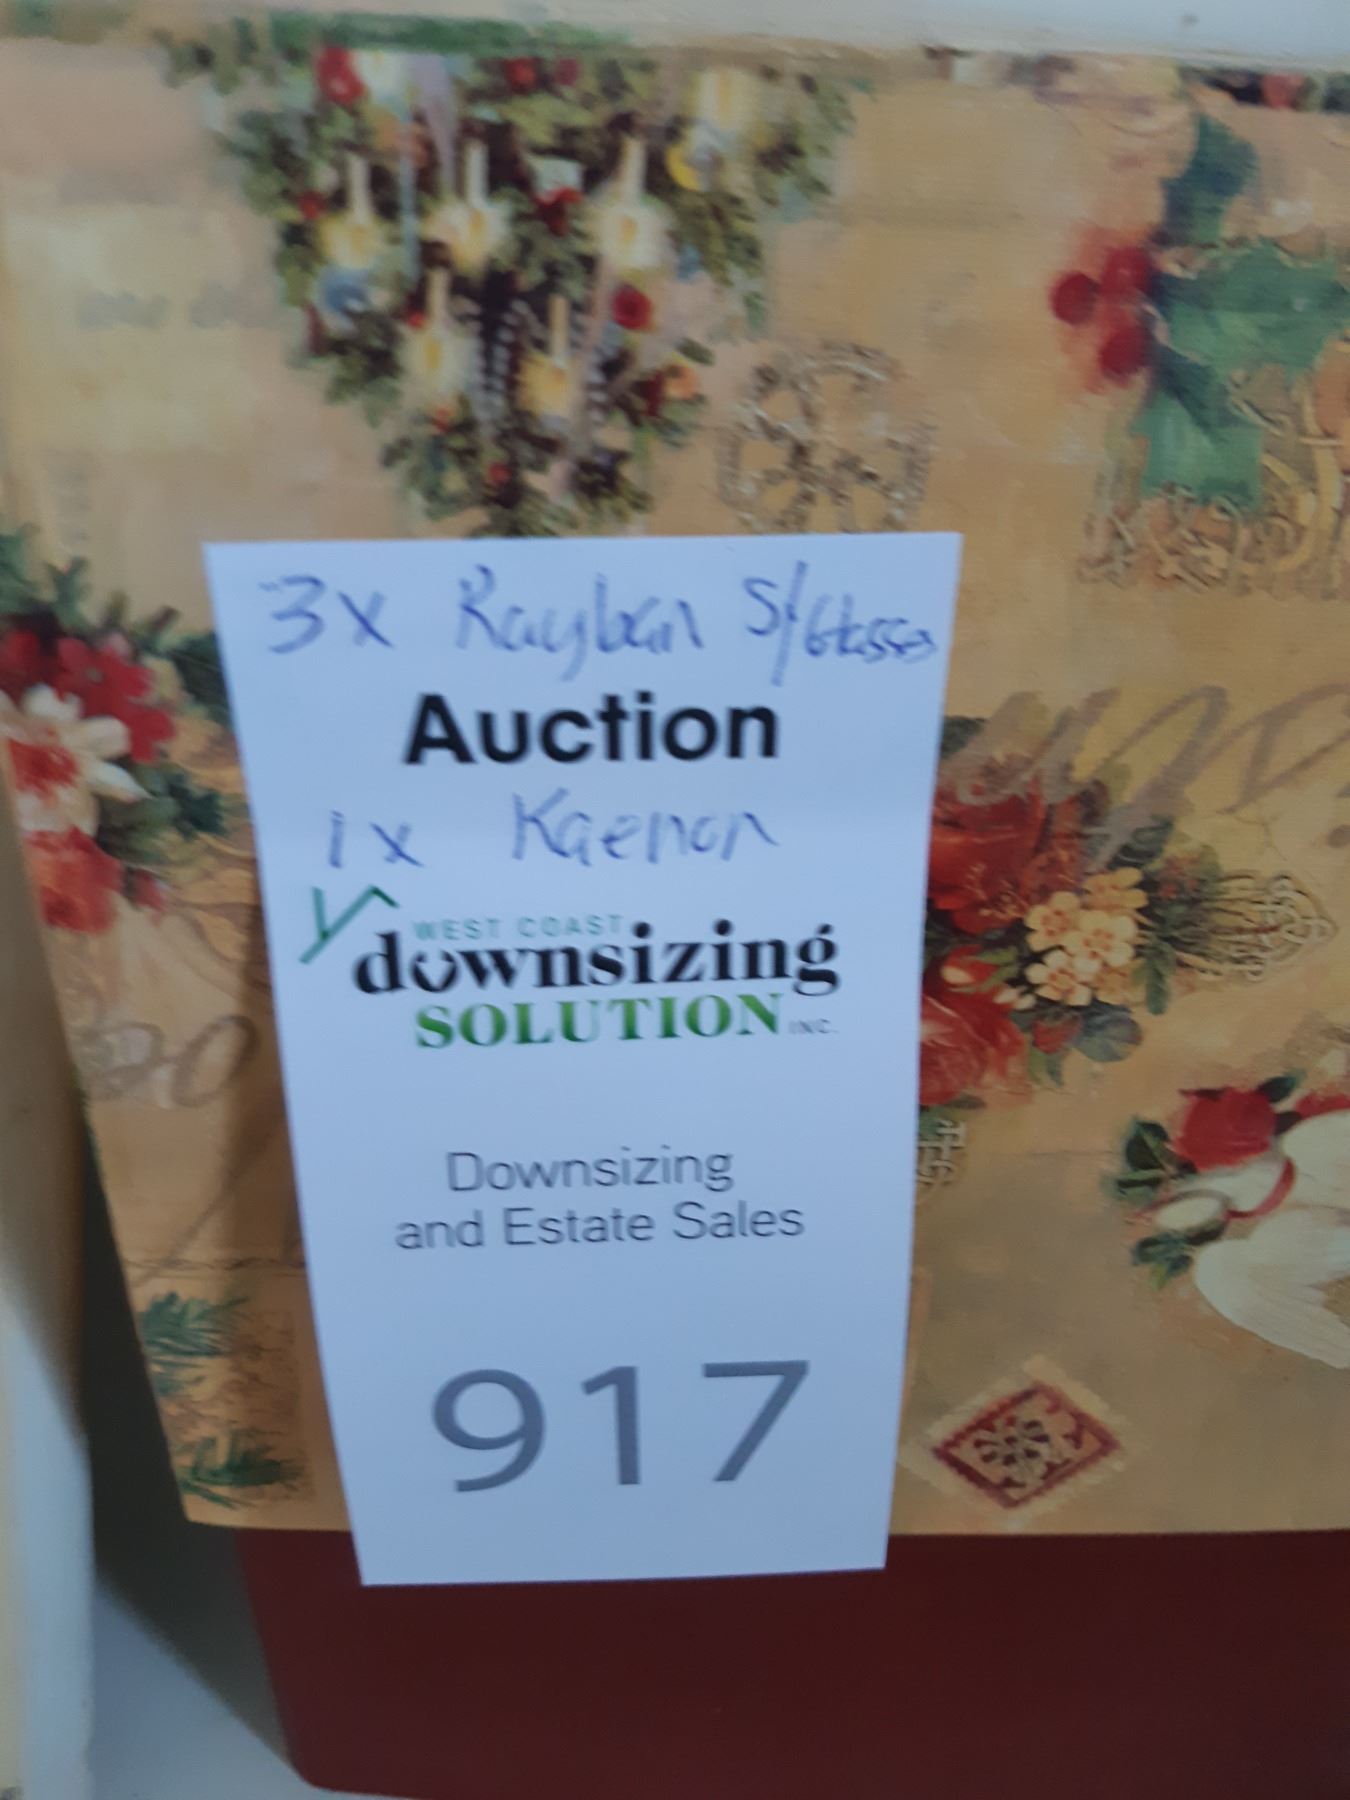 3x Rayban S/Glasses
Auction
1x Kaenon
WEST COAST
downsizing
SOLUTION INC.
Downsizing
and Estate Sales
917